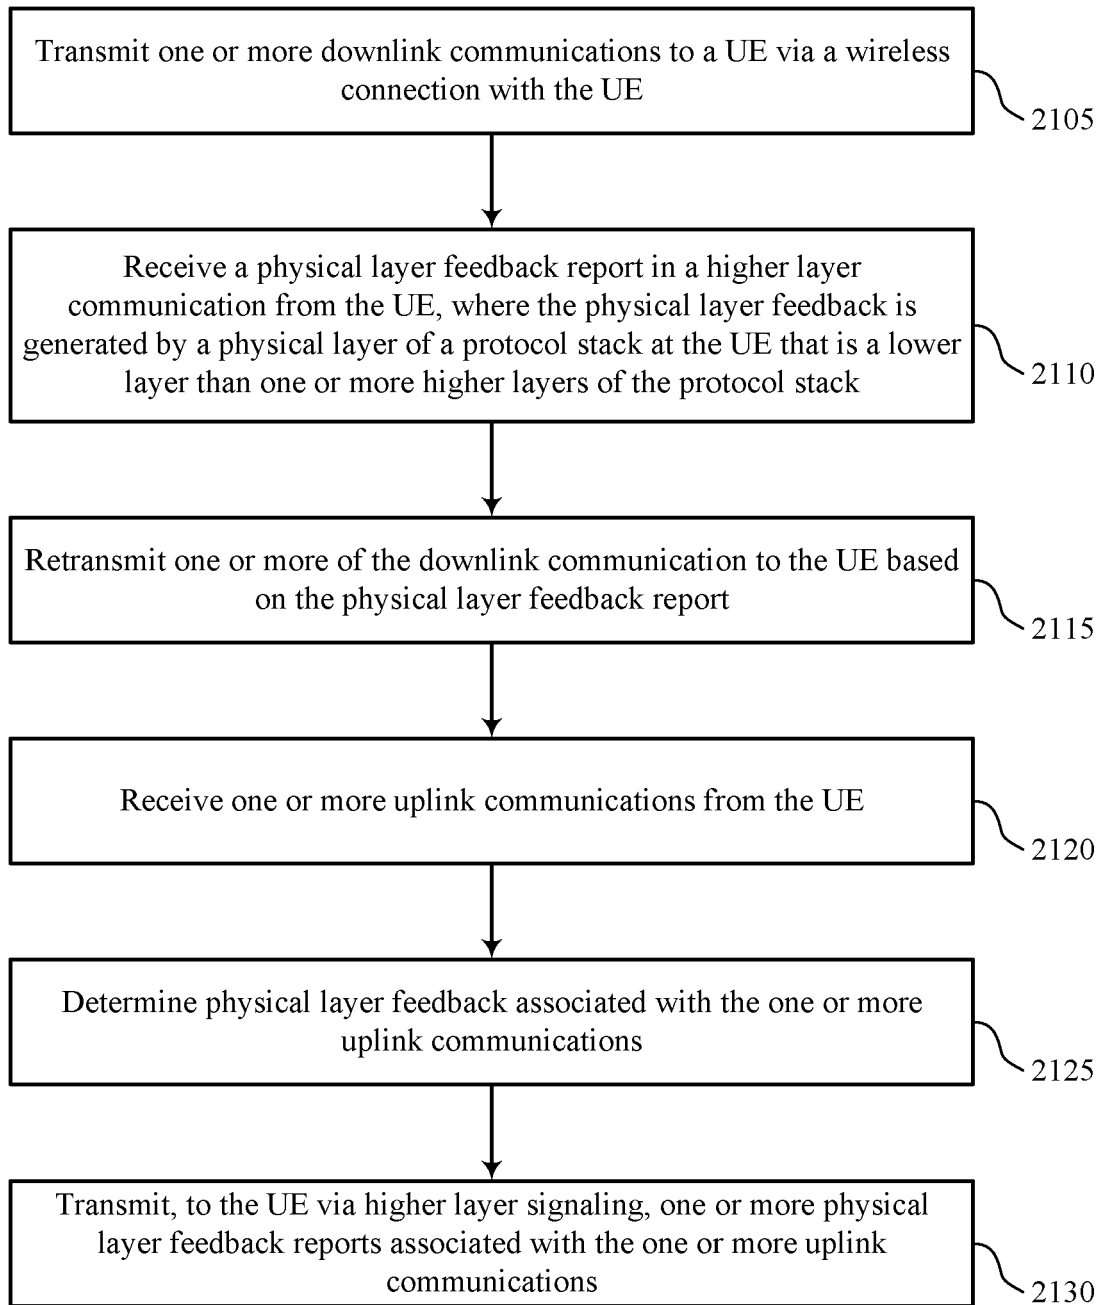 Transmit one or more downlink communications to a UE via a wireless
connection with the UE
2105
Receive a physical layer feedback report in a higher layer
communication from the UE, where the physical layer feedback is
generated by a physical layer of a protocol stack at the UE that is a lower
layer than one or more higher layers of the protocol stack
2110
Retransmit one or more of the downlink communication to the UE based
on the physical layer feedback report
2115
Receive one or more uplink communications from the UE
2120
Determine physical layer feedback associated with the one or more
uplink communications
2125
Transmit, to the UE via higher layer signaling, one or more physical
layer feedback reports associated with the one or more uplink
communications
2130